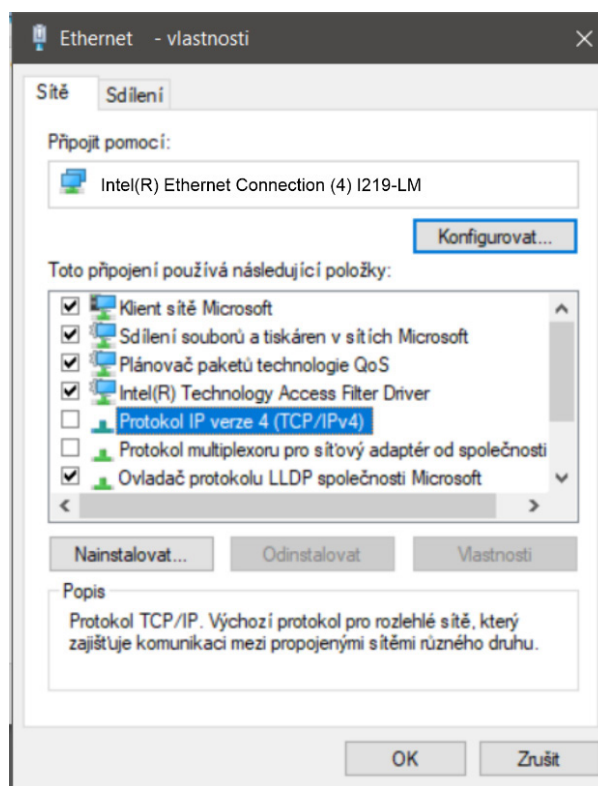 Ethernet - vlastnosti
Sítě Sdílení
Připojit pomocí:
Intel(R) Ethernet Connection (4) I219-LM
Konfigurovat...
Toto připojení používá následující položky:
Klient sítě Microsoft
Sdílení souborů a tiskáren v sítích Microsoft
Plánovač paketů technologie QoS
Intel(R) Technology Access Filter Driver
Protokol IP verze 4 (TCP/IPv4)
Protokol multiplexoru pro síťový adaptér od společnosti
Ovladač protokolu LLDP společnosti Microsoft
Nainstalovat... Odinstalovat Vlastnosti
Popis
Protokol TCP/IP. Výchozí protokol pro rozlehlé sítě, který
zajišťuje komunikaci mezi propojenými sítěmi různého druhu.
OK Zrušit